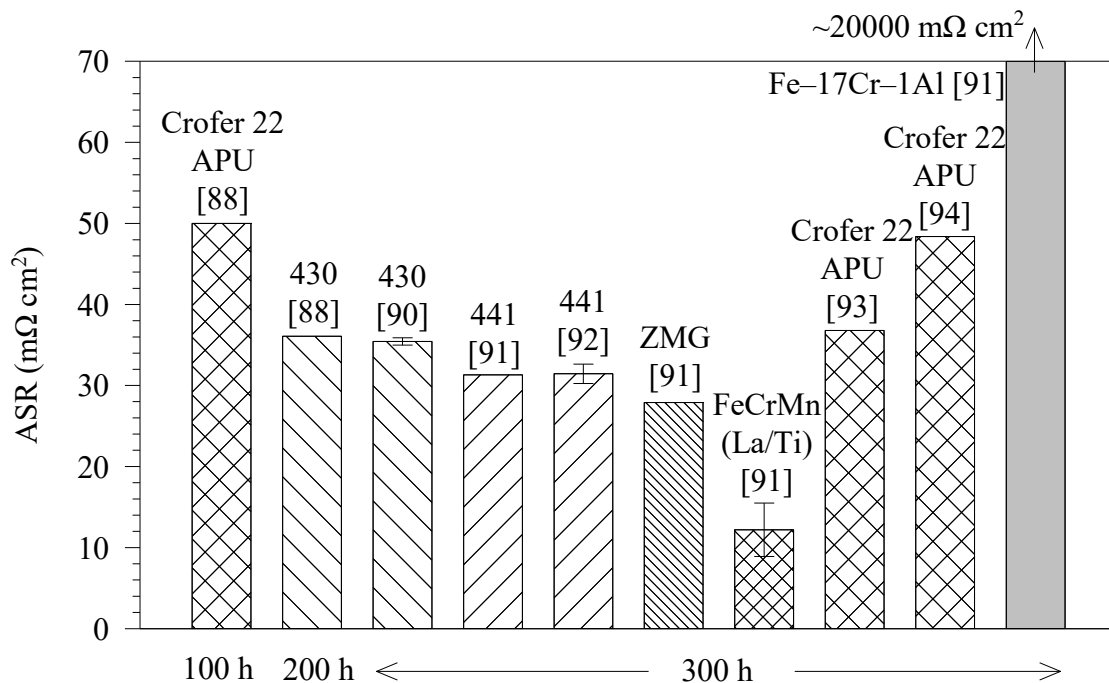 ~20000 mΩ cm²
70
60
50
40
30
20
10
0
ASR (mΩ cm²)
Crofer 22
APU
[88]
430
[88]
430
[90]
441
[91]
441
[92]
ZMG
[91]
FeCrMn
(La/Ti)
[91]
Crofer 22
APU
[93]
Crofer 22
APU
[94]
Fe–17Cr–1Al [91]
100 h
200 h
300 h